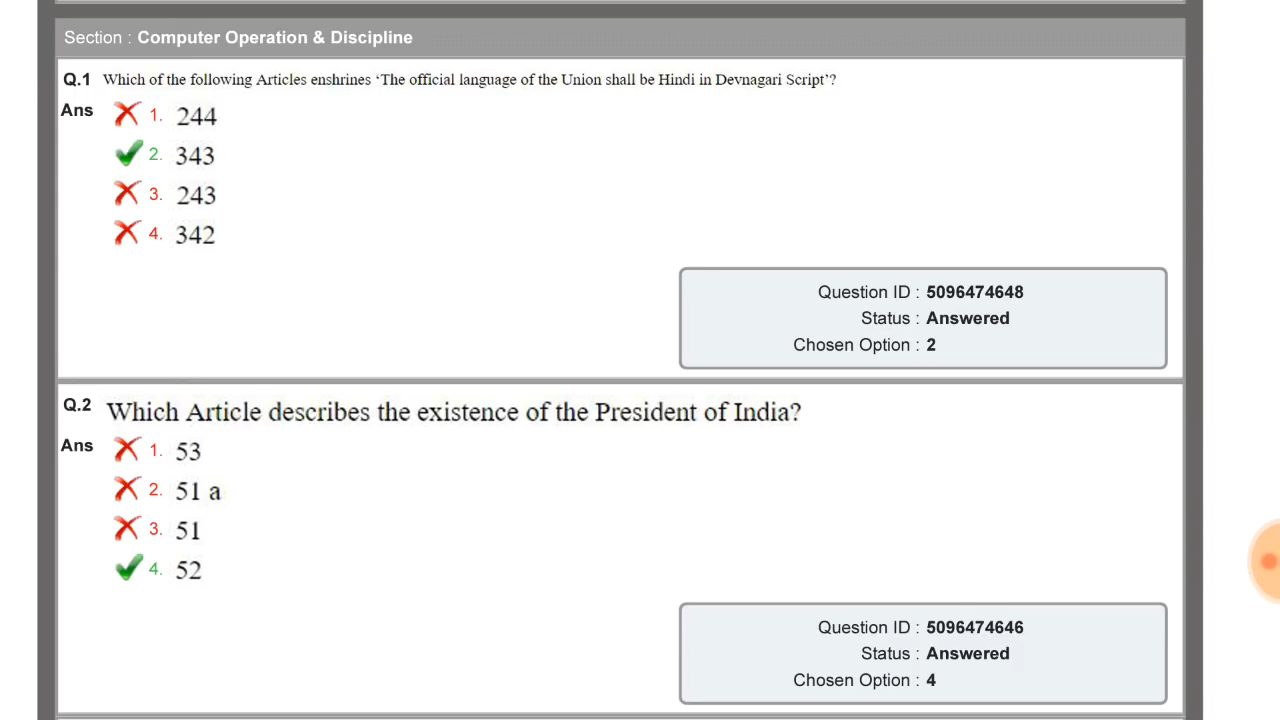 Section : Computer Operation & Discipline
Q.1 Which of the following Articles enshrines ‘The official language of the Union shall be Hindi in Devnagari Script’?
Ans 1. 244
2. 343
3. 243
4. 342
Question ID : 5096474648
Status : Answered
Chosen Option : 2
Q.2 Which Article describes the existence of the President of India?
Ans 1. 53
2. 51 a
3. 51
4. 52
Question ID : 5096474646
Status : Answered
Chosen Option : 4